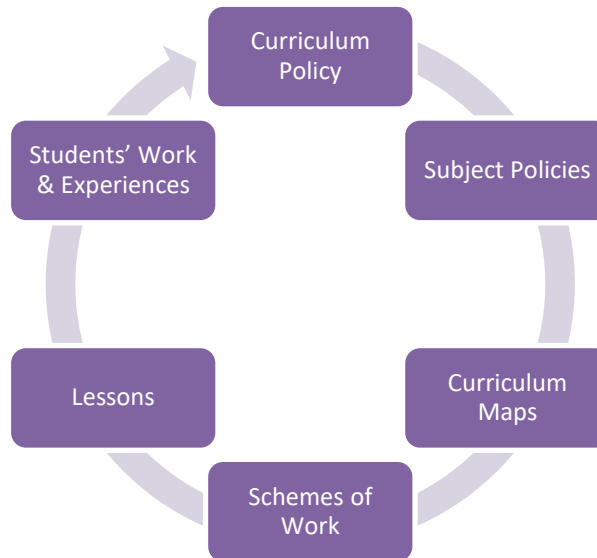 Curriculum
Policy
Subject Policies
Curriculum
Maps
Schemes of
Work
Lessons
Students’ Work
& Experiences